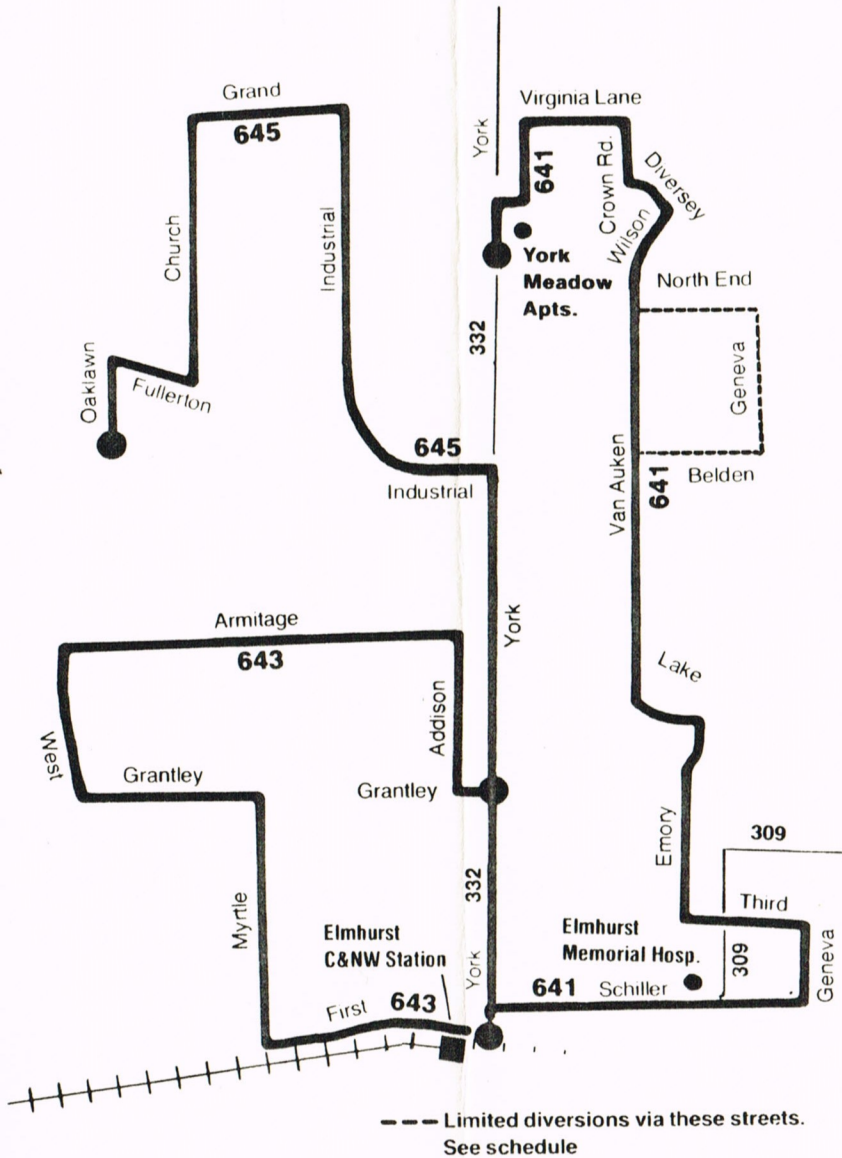 Grand
645
Church
Industrial
Oaklawn
Fullerton
645
Industrial
York
Virginia Lane
641
Crown Rd.
Diversey
Wilson
York
Meadow
Apts.
332
North End
Geneva
Belden
Van Auken
641
York
Lake
Armitage
643
Addison
West
Grantley
Grantley
Myrtle
332
York
Elmhurst
C&NW Station
First
643
Emory
309
Third
Elmhurst
Memorial Hosp.
309
Geneva
641
Schiller
Limited diversions via these streets.
See schedule